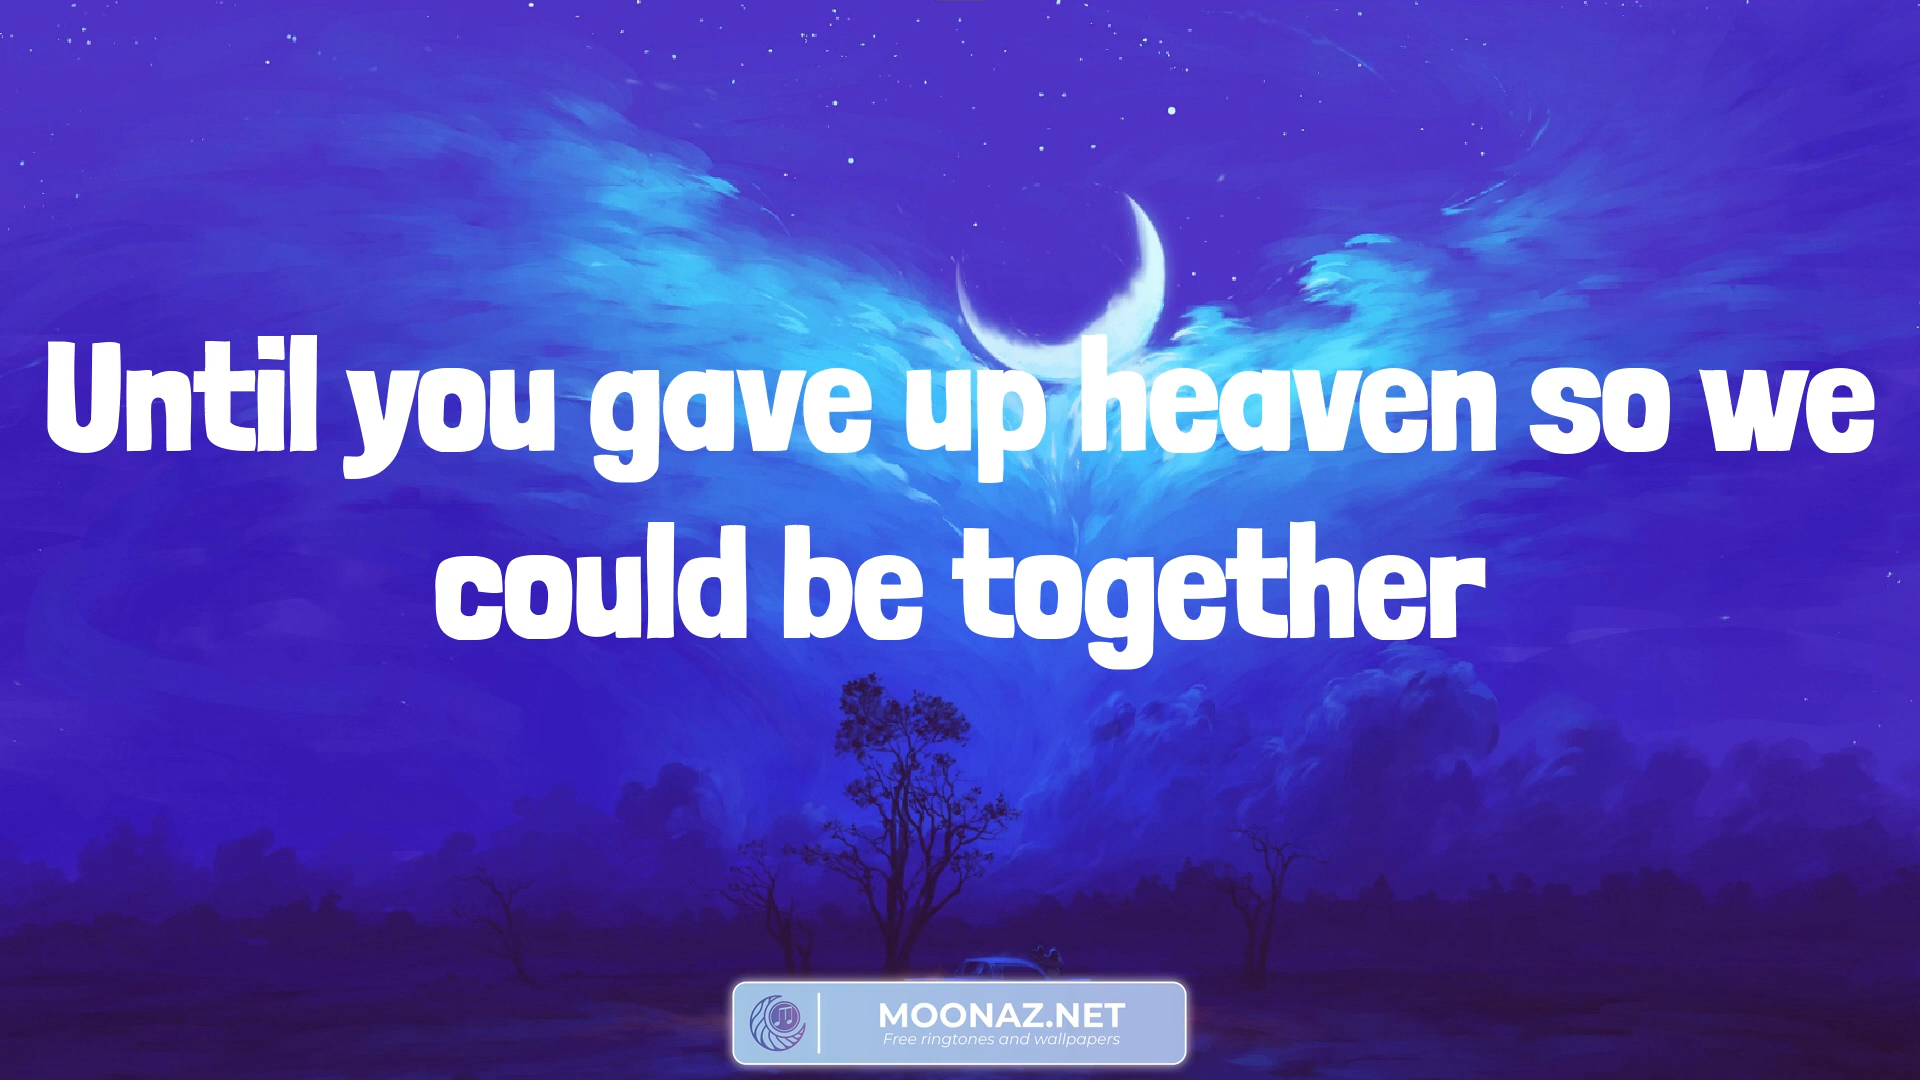 Until you gave up heaven so we
could be together
MOONAZ.NET
Free ringtones and wallpapers